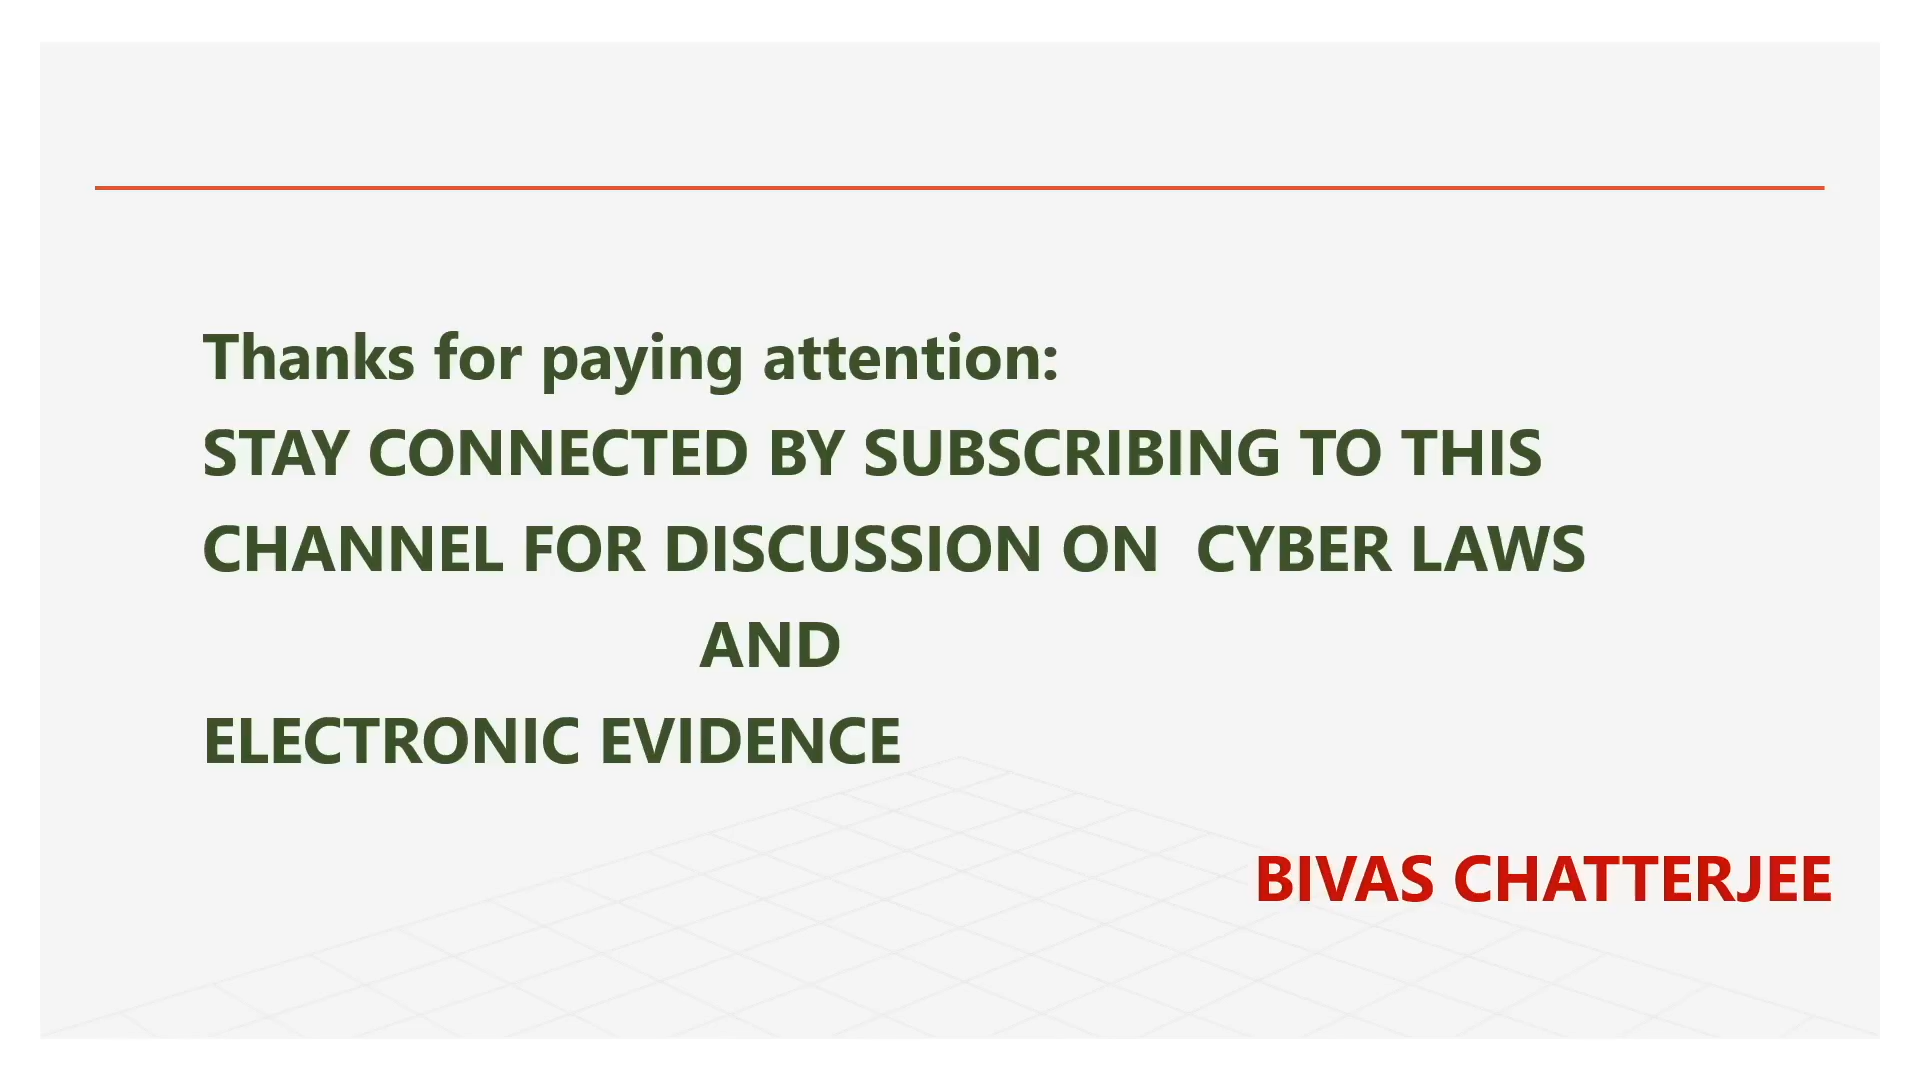 Thanks for paying attention:
STAY CONNECTED BY SUBSCRIBING TO THIS
CHANNEL FOR DISCUSSION ON  CYBER LAWS
AND
ELECTRONIC EVIDENCE
BIVAS CHATTERJEE